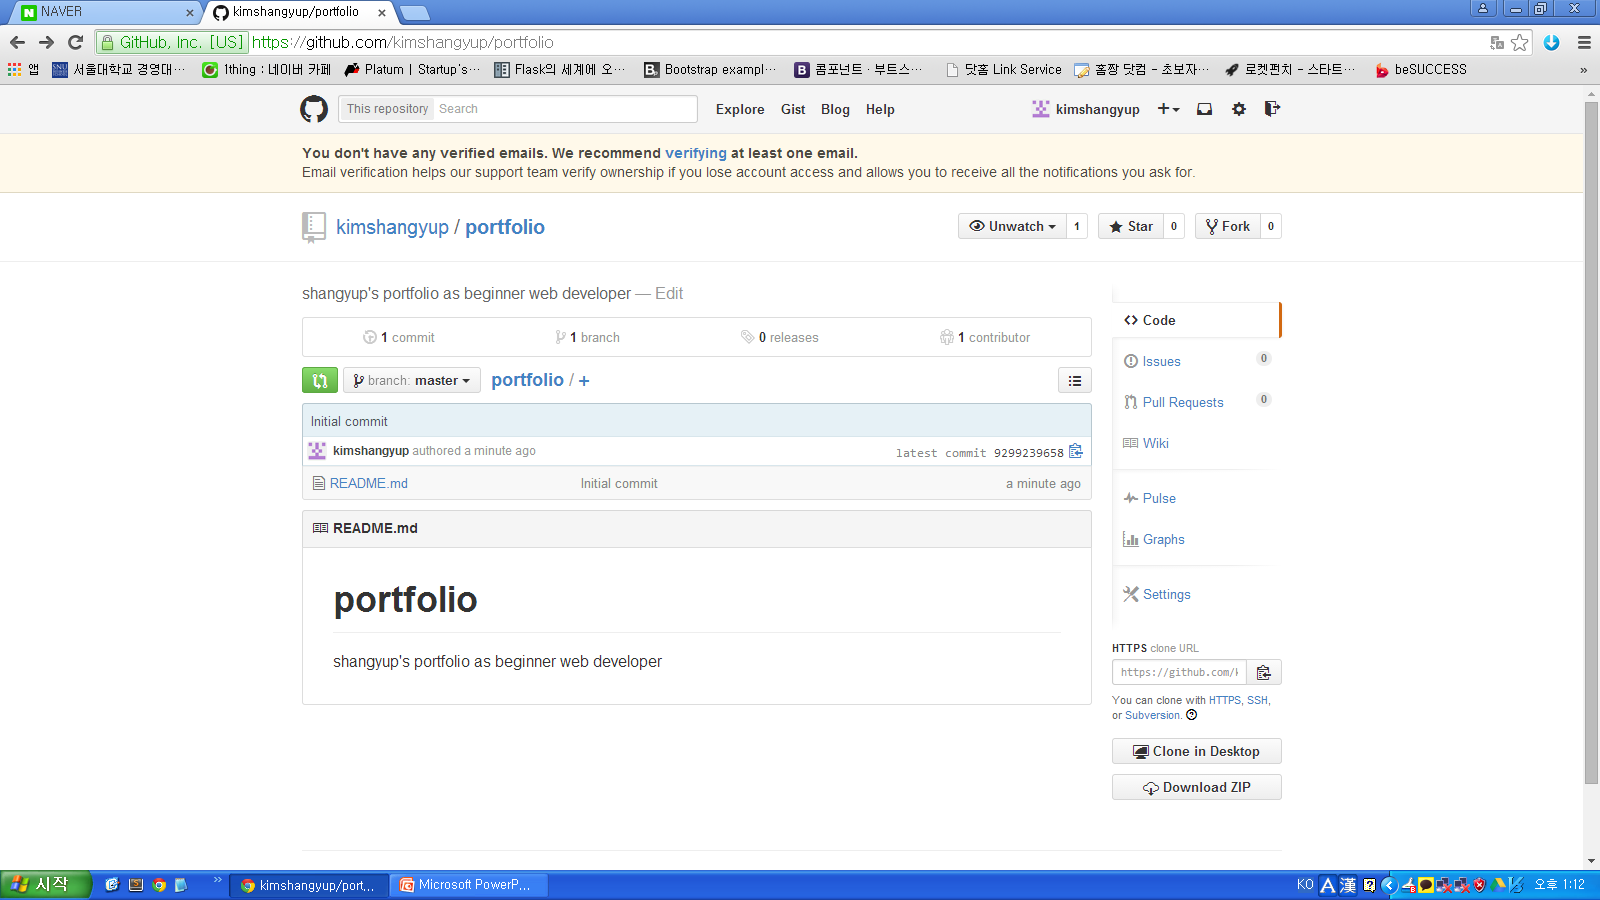 NAVER
kimshangyup/portfolio
GitHub, Inc. [US] https://github.com/kimshangyup/portfolio
앱 서울대학교 경영대··· 1thing : 네이버 카페 Platum | Startup's··· Flask의 세계에 오··· Bootstrap exampl··· 콤포넌트 · 부트스··· 닷홈 Link Service 홈짱 닷컴 - 초보자··· 로켓펀치 - 스타트··· beSUCCESS »
This repository Search Explore Gist Blog Help kimshangyup
You don't have any verified emails. We recommend verifying at least one email.
Email verification helps our support team verify ownership if you lose account access and allows you to receive all the notifications you ask for.
kimshangyup / portfolio Unwatch 1 Star 0 Fork 0
shangyup's portfolio as beginner web developer — Edit
1 commit 1 branch 0 releases 1 contributor
branch: master portfolio / +
Initial commit
kimshangyup authored a minute ago latest commit 9299239658
README.md Initial commit a minute ago
README.md
portfolio
shangyup's portfolio as beginner web developer
Code
Issues 0
Pull Requests 0
Wiki
Pulse
Graphs
Settings
HTTPS clone URL
https://github.com/k
You can clone with HTTPS, SSH,
or Subversion.
Clone in Desktop
Download ZIP
시작 » kimshangyup/port... Microsoft PowerP... KO A 漢 오후 1:12